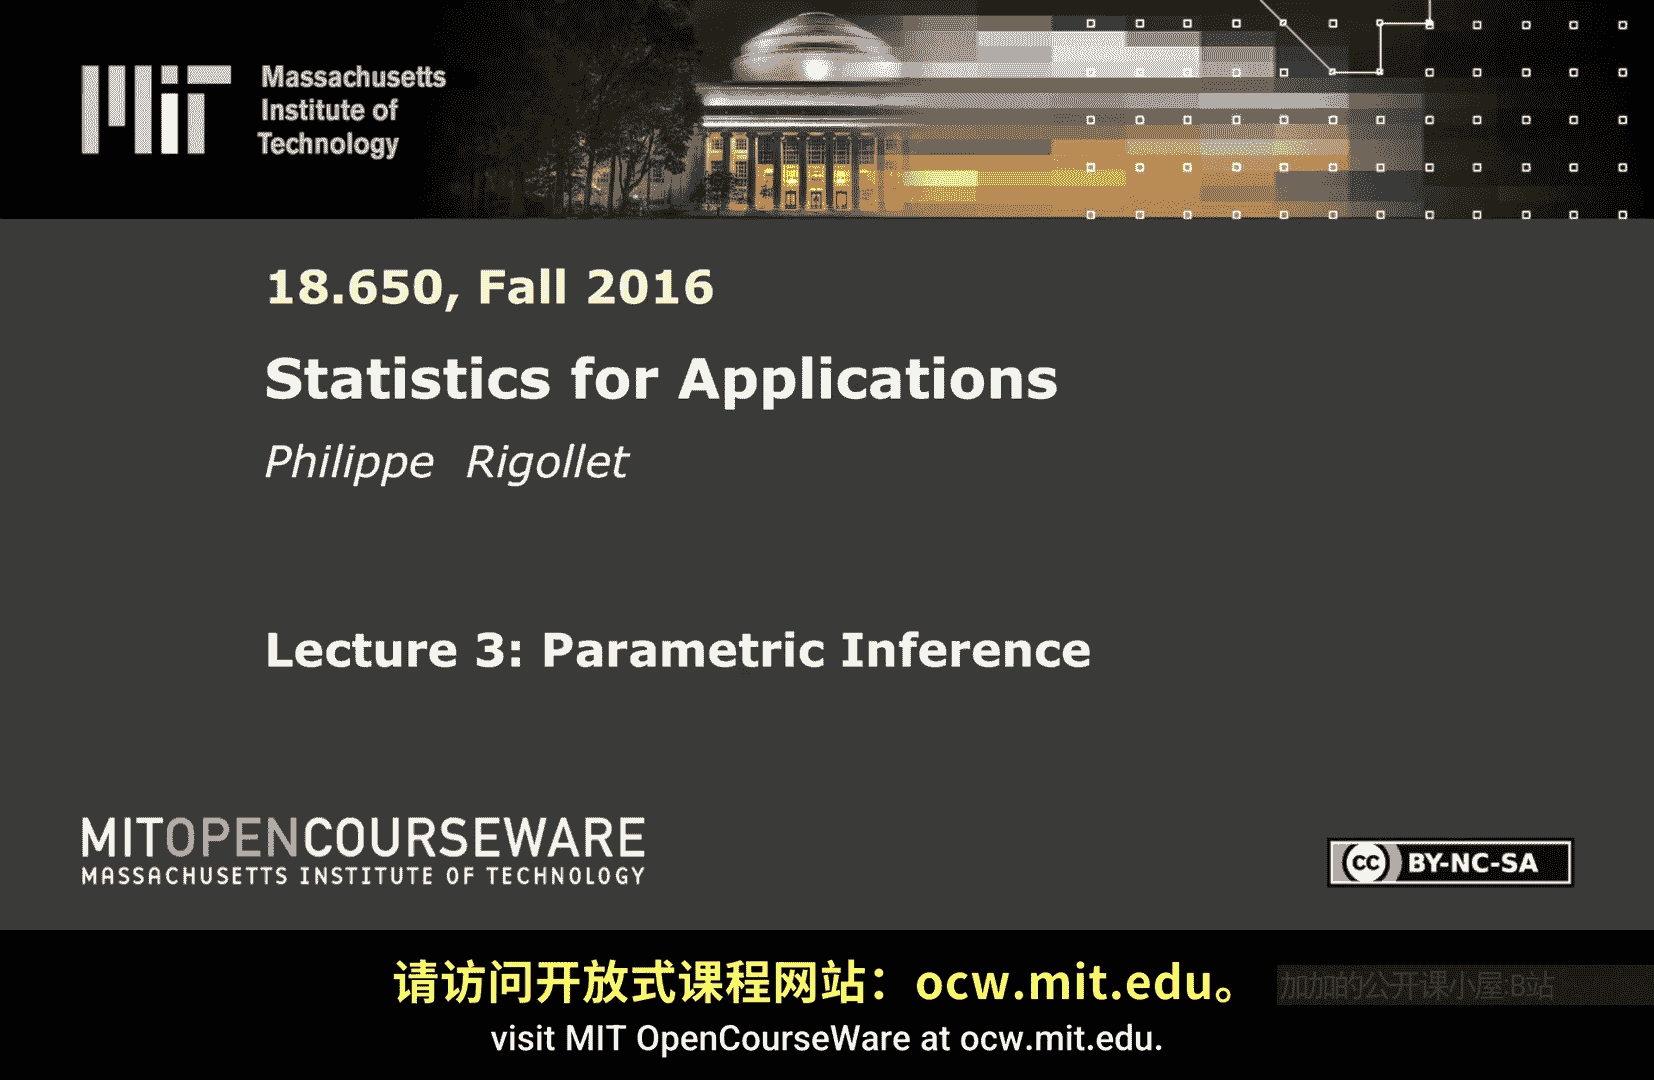 MIT Massachusetts
Institute of
Technology
18.650, Fall 2016
Statistics for Applications
Philippe Rigollet
Lecture 3: Parametric Inference
MITOPENCOURSEWARE
MASSACHUSETTS INSTITUTE OF TECHNOLOGY
cc BY-NC-SA
请访问开放式课程网站：ocw.mit.edu。
加加的公开课小屋:B站
visit MIT OpenCourseWare at ocw.mit.edu.